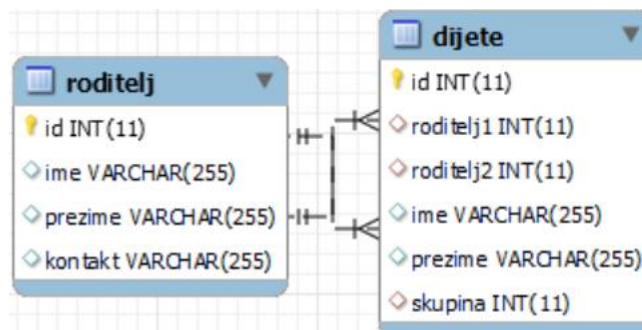 roditelj
id INT(11)
ime VARCHAR(255)
prezime VARCHAR(255)
kontakt VARCHAR(255)
dijete
id INT(11)
roditelj1 INT(11)
roditelj2 INT(11)
ime VARCHAR(255)
prezime VARCHAR(255)
skupina INT(11)